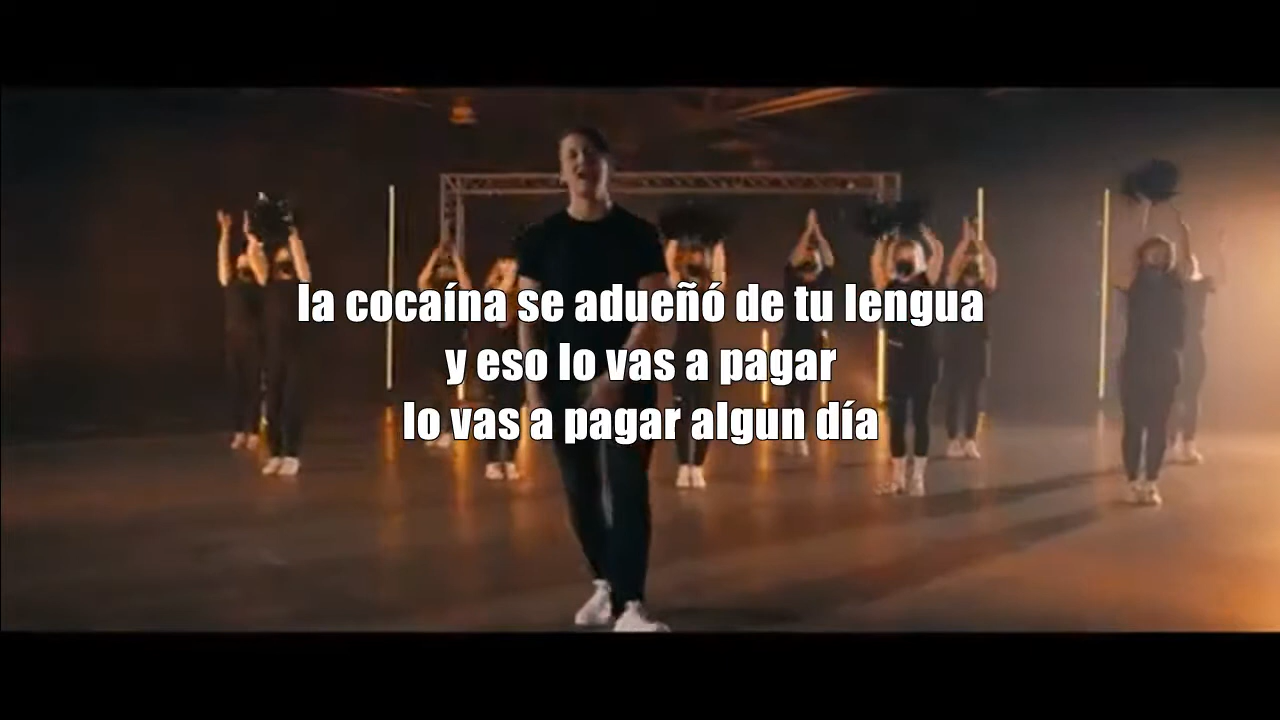 la cocaína se adueñó de tu lengua
y eso lo vas a pagar
lo vas a pagar algun día